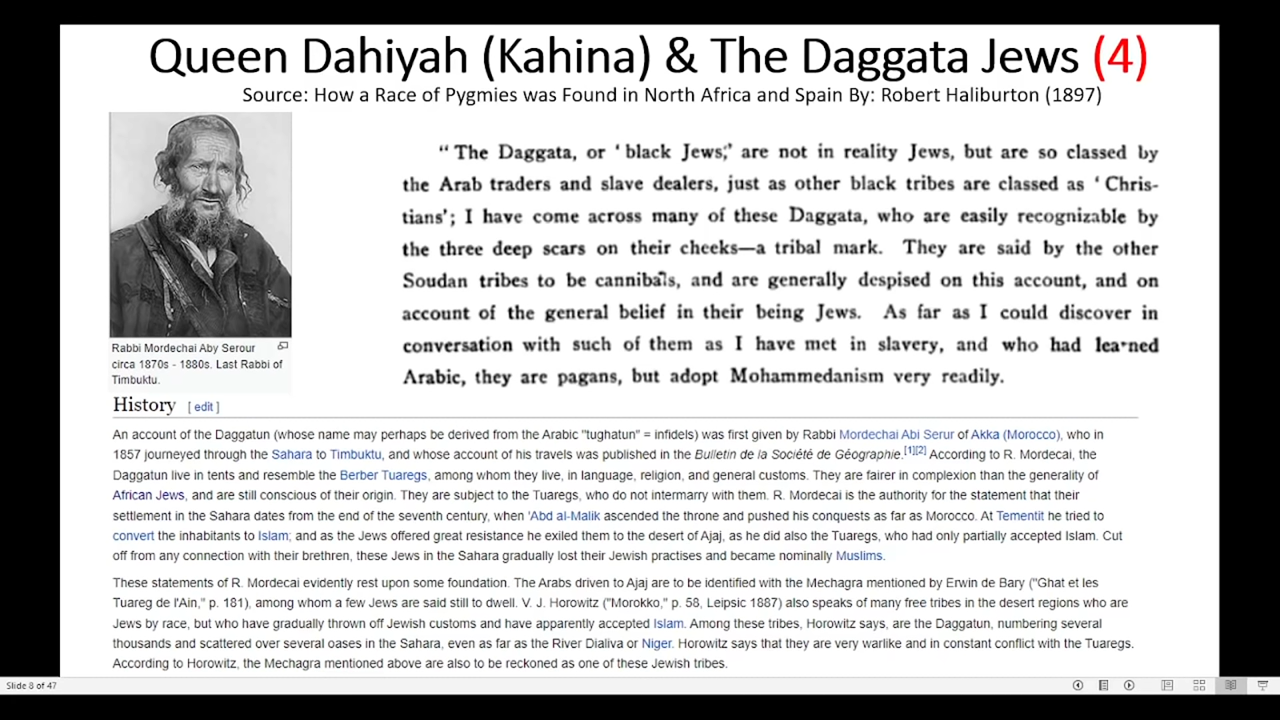 Queen Dahiyah (Kahina) & The Daggata Jews (4)
Source: How a Race of Pygmies was Found in North Africa and Spain By: Robert Haliburton (1897)
Rabbi Mordechai Aby Serour
circa 1870s - 1880s. Last Rabbi of
Timbuktu.
“ The Daggata, or ‘ black Jews,’ are not in reality Jews, but are so classed by
the Arab traders and slave dealers, just as other black tribes are classed as ‘ Chris-
tians’; I have come across many of these Daggata, who are easily recognizable by
the three deep scars on their cheeks—a tribal mark. They are said by the other
Soudan tribes to be cannibals, and are generally despised on this account, and on
account of the general belief in their being Jews. As far as I could discover in
conversation with such of them as I have met in slavery, and who had learned
Arabic, they are pagans, but adopt Mohammedanism very readily.
History [ edit ]
An account of the Daggatun (whose name may perhaps be derived from the Arabic "tughatun" = infidels) was first given by Rabbi Mordechai Abi Serur of Akka (Morocco), who in
1857 journeyed through the Sahara to Timbuktu, and whose account of his travels was published in the Bulletin de la Société de Géographie.[1][2] According to R. Mordecai, the
Daggatun live in tents and resemble the Berber Tuaregs, among whom they live, in language, religion, and general customs. They are fairer in complexion than the generality of
African Jews, and are still conscious of their origin. They are subject to the Tuaregs, who do not intermarry with them. R. Mordecai is the authority for the statement that their
settlement in the Sahara dates from the end of the seventh century, when 'Abd al-Malik ascended the throne and pushed his conquests as far as Morocco. At Tementit he tried to
convert the inhabitants to Islam; and as the Jews offered great resistance he exiled them to the desert of Ajaj, as he did also the Tuaregs, who had only partially accepted Islam. Cut
off from any connection with their brethren, these Jews in the Sahara gradually lost their Jewish practises and became nominally Muslims.
These statements of R. Mordecai evidently rest upon some foundation. The Arabs driven to Ajaj are to be identified with the Mechagra mentioned by Erwin de Bary ("Ghat et les
Tuareg de l'Ain," p. 181), among whom a few Jews are said still to dwell. V. J. Horowitz ("Morokko," p. 58, Leipsic 1887) also speaks of many free tribes in the desert regions who are
Jews by race, but who have gradually thrown off Jewish customs and have apparently accepted Islam. Among these tribes, Horowitz says, are the Daggatun, numbering several
thousands and scattered over several oases in the Sahara, even as far as the River Dialiva or Niger. Horowitz says that they are very warlike and in constant conflict with the Tuaregs.
According to Horowitz, the Mechagra mentioned above are also to be reckoned as one of these Jewish tribes.
Slide 8 of 47